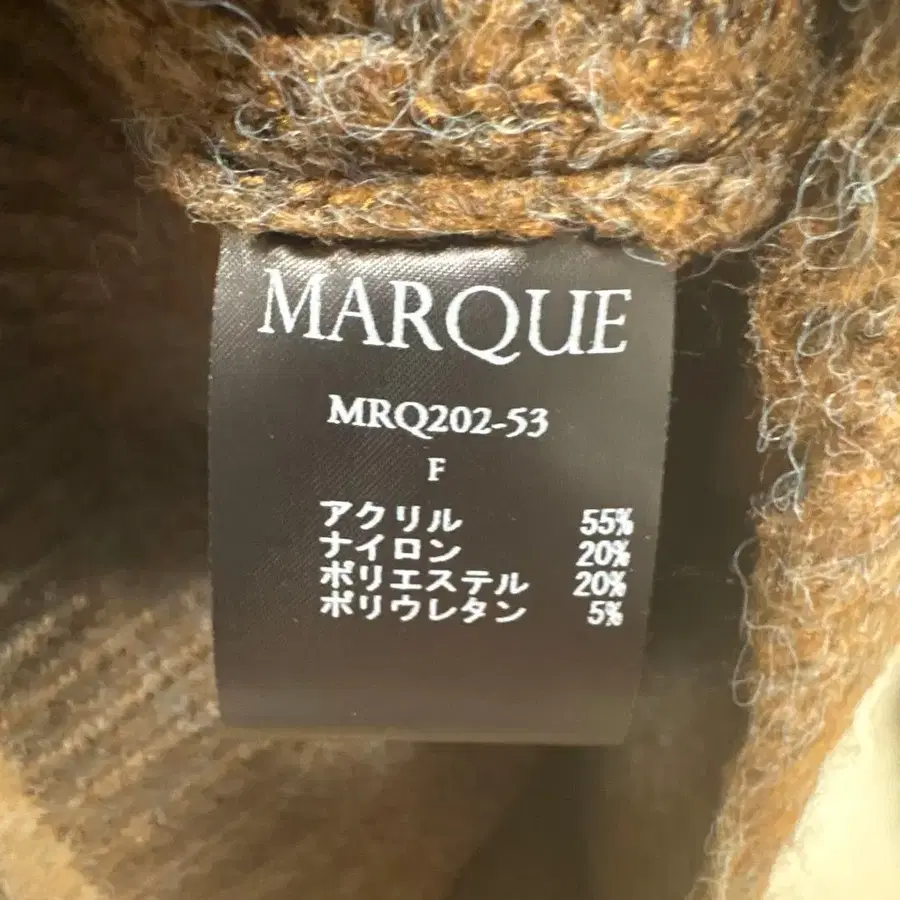 MARQUE
MRQ202-53
F
アクリル 55%
ナイロン 20%
ポリエステル 20%
ポリウレタン 5%